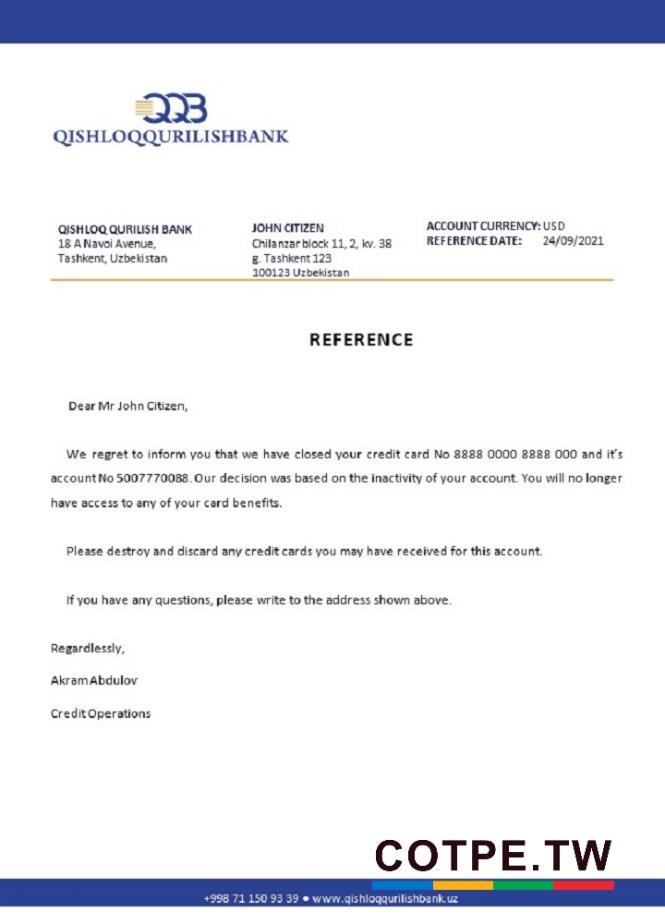 QQB
QISHLOQQURILISHBANK
QISHLOQ QURILISH BANK
18 A Navoi Avenue,
Tashkent, Uzbekistan
JOHN CITIZEN
Chilanzar block 11, 2, kv. 38
g. Tashkent 123
100123 Uzbekistan
ACCOUNT CURRENCY: USD
REFERENCE DATE: 24/09/2021
REFERENCE
Dear Mr John Citizen,
We regret to inform you that we have closed your credit card No 8888 0000 8888 000 and it's
account No 5007770088. Our decision was based on the inactivity of your account. You will no longer
have access to any of your card benefits.
Please destroy and discard any credit cards you may have received for this account.
If you have any questions, please write to the address shown above.
Regardlessly,
Akram Abdulov
Credit Operations
COTPE.TW
+998 71 150 93 39 ● www.qishloqqurilishbank.uz